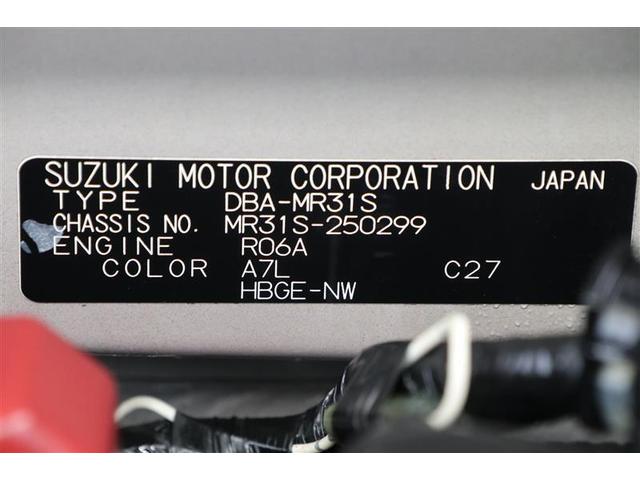 SUZUKI MOTOR CORPORATION JAPAN
TYPE DBA-MR31S
CHASSIS NO. MR31S-250299
ENGINE R06A
COLOR A7L C27
HBGE-NW